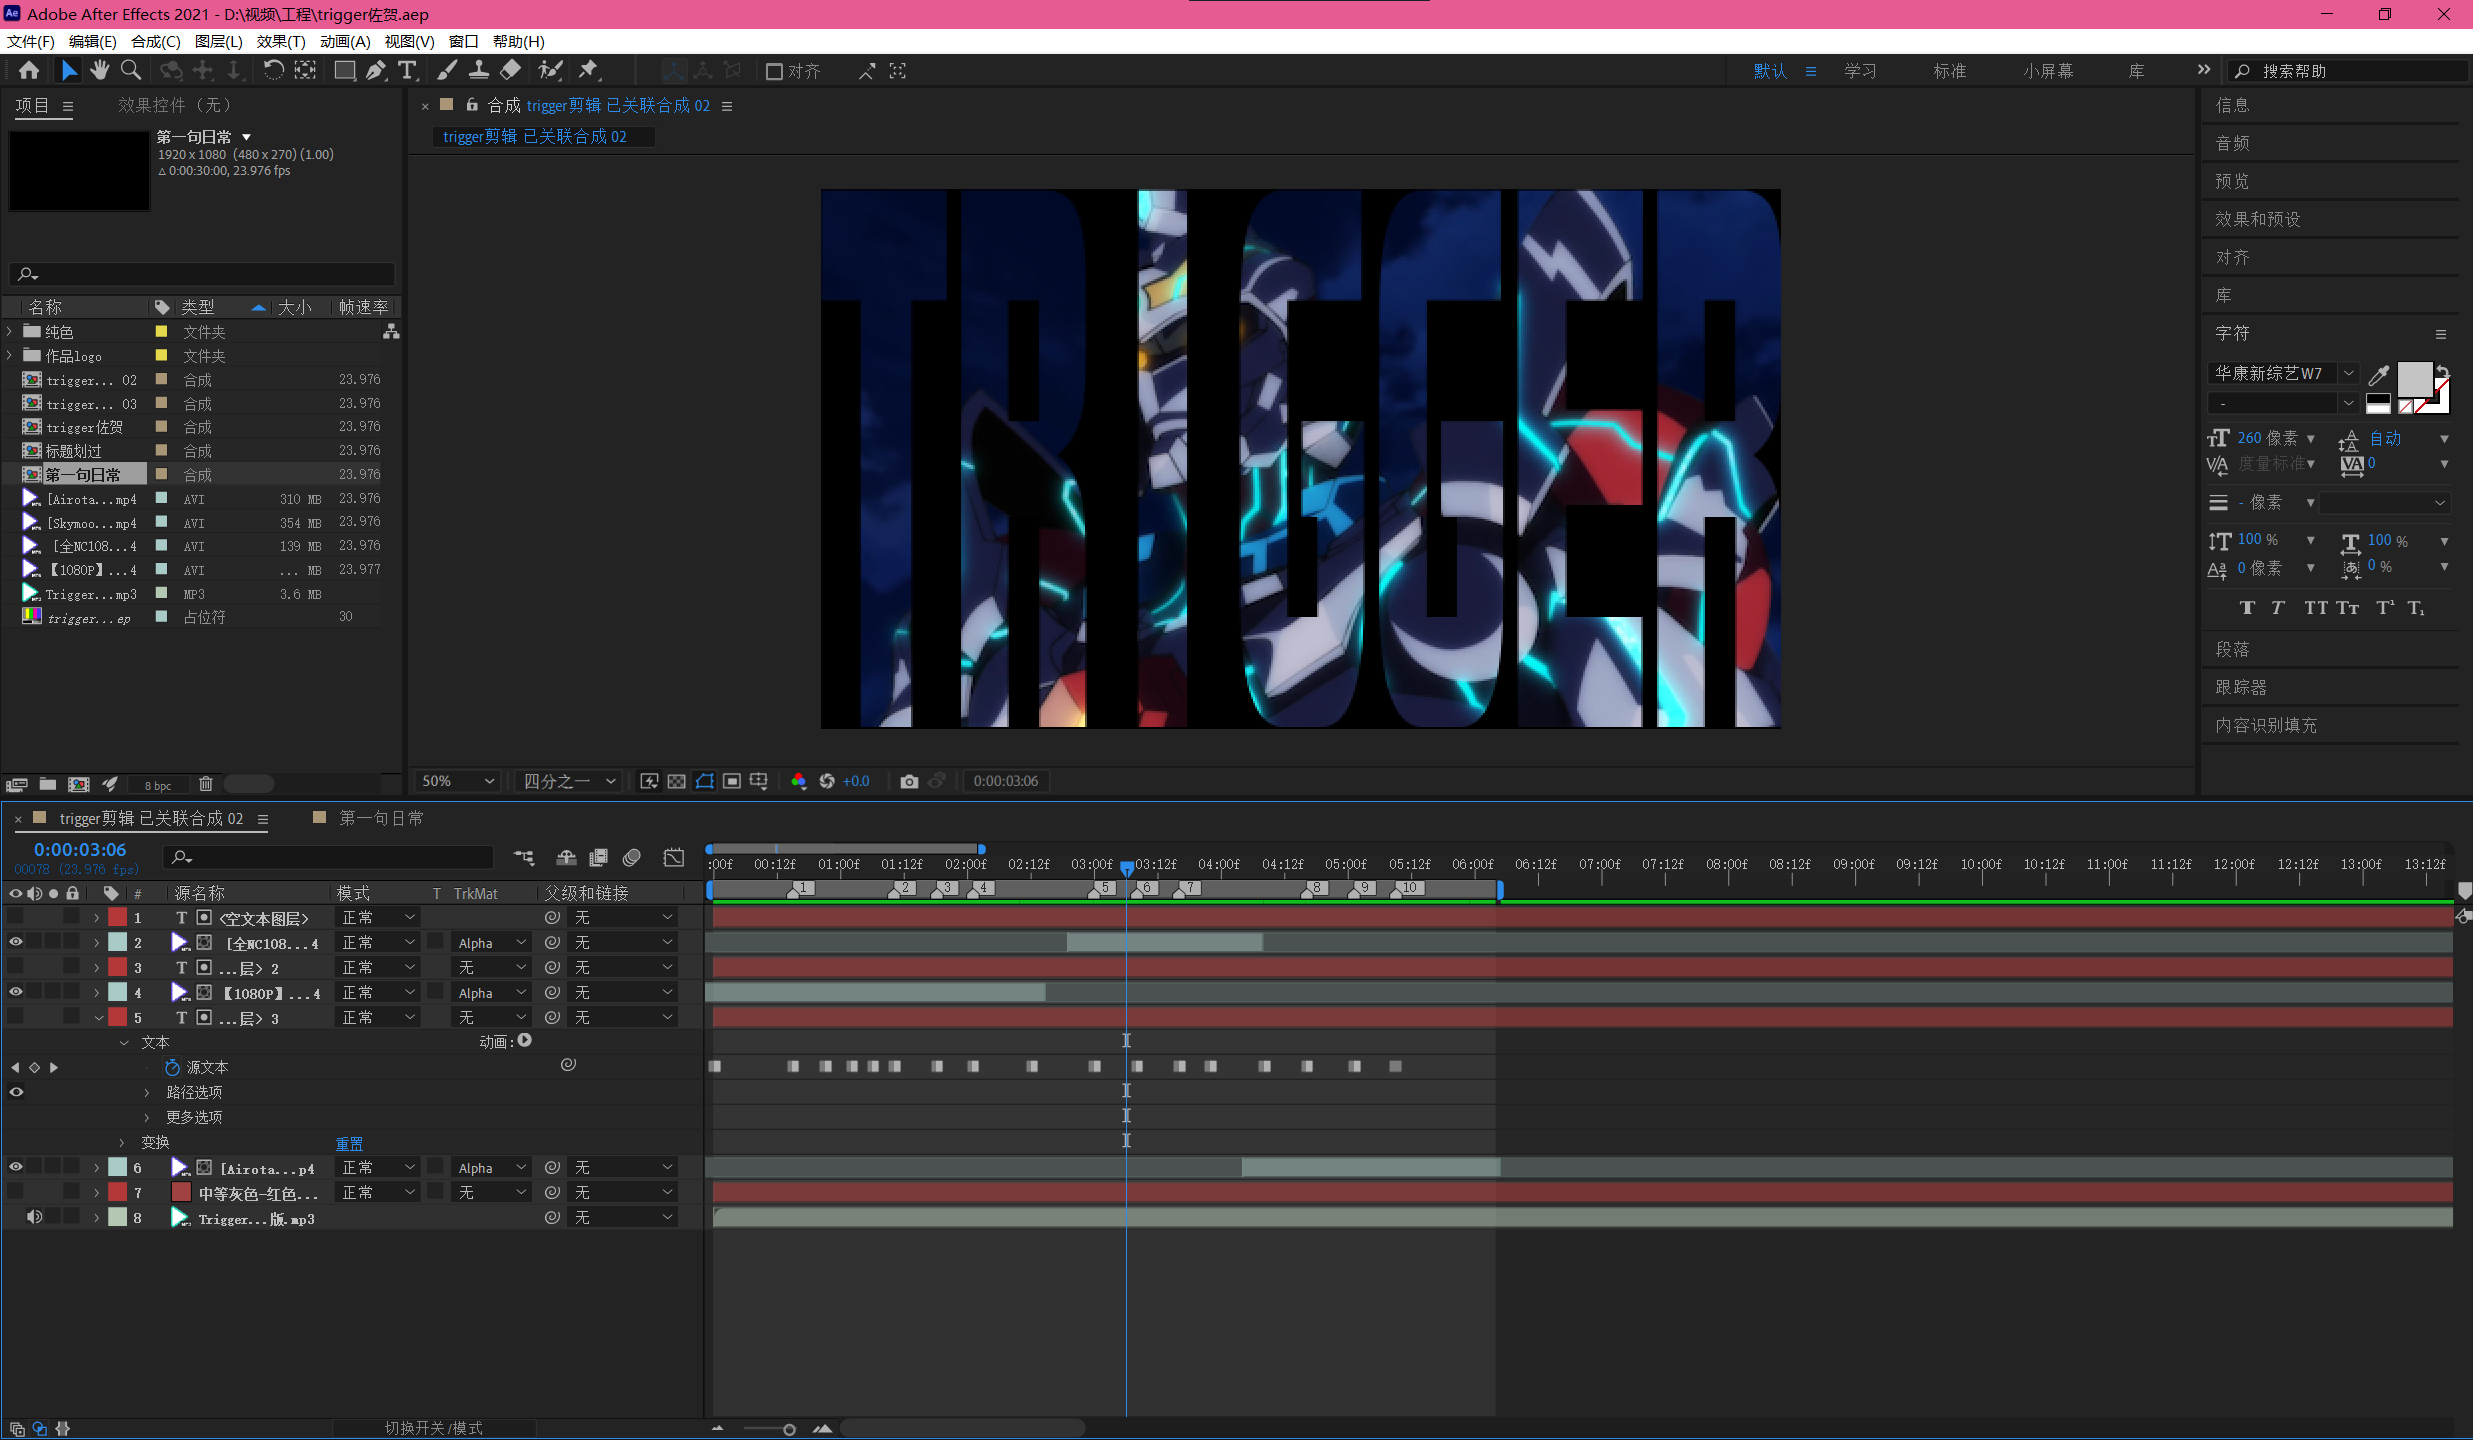 Adobe After Effects 2021 - D:\视频\工程\trigger佐贺.aep
文件(F) 编辑(E) 合成(C) 图层(L) 效果(T) 动画(A) 视图(V) 窗口 帮助(H)
对齐 默认 学习 标准 小屏幕 库 搜索帮助
项目 效果控件（无）
第一句日常
1920 x 1080 (480 x 270) (1.00)
△ 0:00:30:00, 23.976 fps
名称 类型 大小 帧速率
纯色 文件夹
作品logo 文件夹
trigger... 02 合成 23.976
trigger... 03 合成 23.976
trigger佐贺 合成 23.976
标题划过 合成 23.976
第一句日常 合成 23.976
[Airota...mp4 AVI 310 MB 23.976
[Skymoo...mp4 AVI 354 MB 23.976
[全NC108...4 AVI 139 MB 23.976
【1080P】...4 AVI ... MB 23.977
Trigger...mp3 MP3 3.6 MB
trigger...ep 占位符 30
8 bpc
合成 trigger剪辑 已关联合成 02
trigger剪辑 已关联合成 02
TRIGGER
50% 四分之一 +0.0 0:00:03:06
信息
音频
预览
效果和预设
对齐
库
字符
华康新综艺W7
-
260 像素 自动
度量标准 0
- 像素
100 % 100 %
0 像素 0 %
T T TT Tт T¹ T₁
段落
跟踪器
内容识别填充
trigger剪辑 已关联合成 02 第一句日常
0:00:03:06
00078 (23.976 fps)
:00f 00:12f 01:00f 01:12f 02:00f 02:12f 03:00f 03:12f 04:00f 04:12f 05:00f 05:12f 06:00f 06:12f 07:00f 07:12f 08:00f 08:12f 09:00f 09:12f 10:00f 10:12f 11:00f 11:12f 12:00f 12:12f 13:00f 13:12f
1 2 3 4 5 6 7 8 9 10
# 源名称 模式 T TrkMat 父级和链接
1 T <空文本图层> 正常 无
2 [全NC108...4 正常 Alpha 无
3 T ...层> 2 正常 无 无
4 【1080P】...4 正常 Alpha 无
5 T ...层> 3 正常 无 无
文本 动画:
源文本
路径选项
更多选项
变换 重置
6 [Airota...p4 正常 Alpha 无
7 中等灰色-红色... 正常 无 无
8 Trigger...版.mp3 无
切换开关/模式